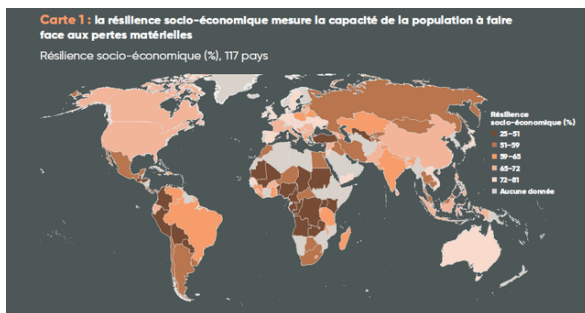 Carte 1 : la résilience socio-économique mesure la capacité de la population à faire
face aux pertes matérielles
Résilience socio-économique (%), 117 pays
Résilience
socio-économique (%)
25–51
51–59
59–65
65–72
72–81
Aucune donnée